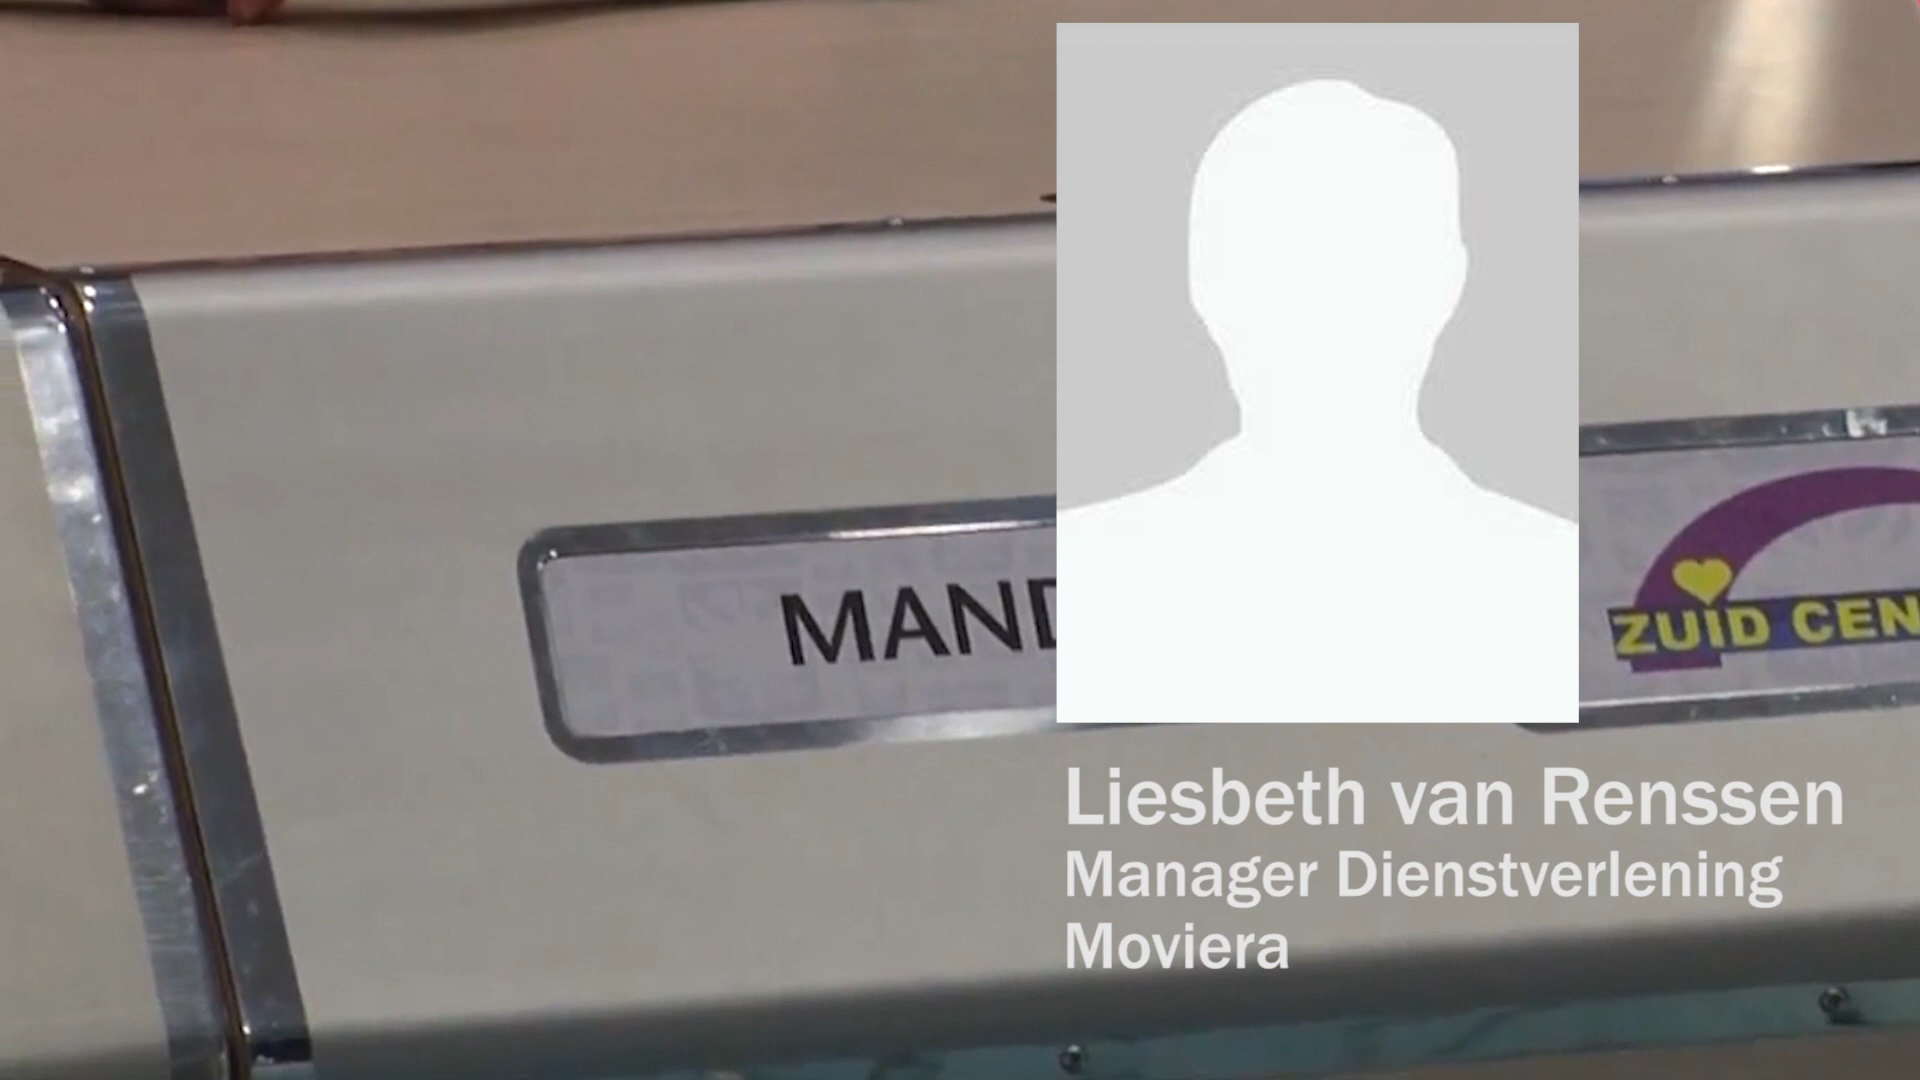 MAND
ZUID CEN
Liesbeth van Renssen
Manager Dienstverlening
Moviera